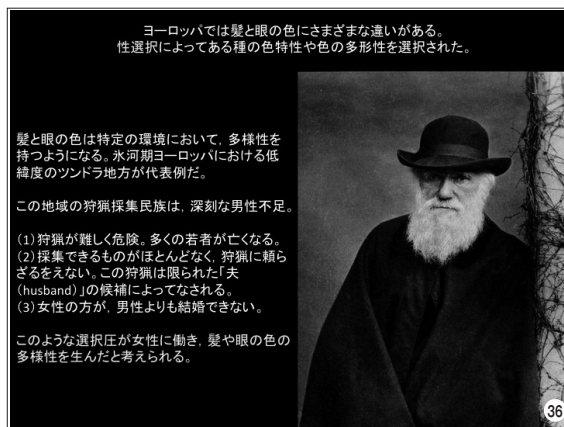 ヨーロッパでは髪と眼の色にさまざまな違いがある。
性選択によってある種の色特性や色の多形性を選択された。
髪と眼の色は特定の環境において，多様性を
持つようになる。氷河期ヨーロッパにおける低
緯度のツンドラ地方が代表例だ。
この地域の狩猟採集民族は，深刻な男性不足。
(1)狩猟が難しく危険。多くの若者が亡くなる。
(2)採集できるものがほとんどなく，狩猟に頼ら
ざるをえない。この狩猟は限られた「夫
(husband)」の候補によってなされる。
(3)女性の方が，男性よりも結婚できない。
このような選択圧が女性に働き，髪や眼の色の
多様性を生んだと考えられる。
36